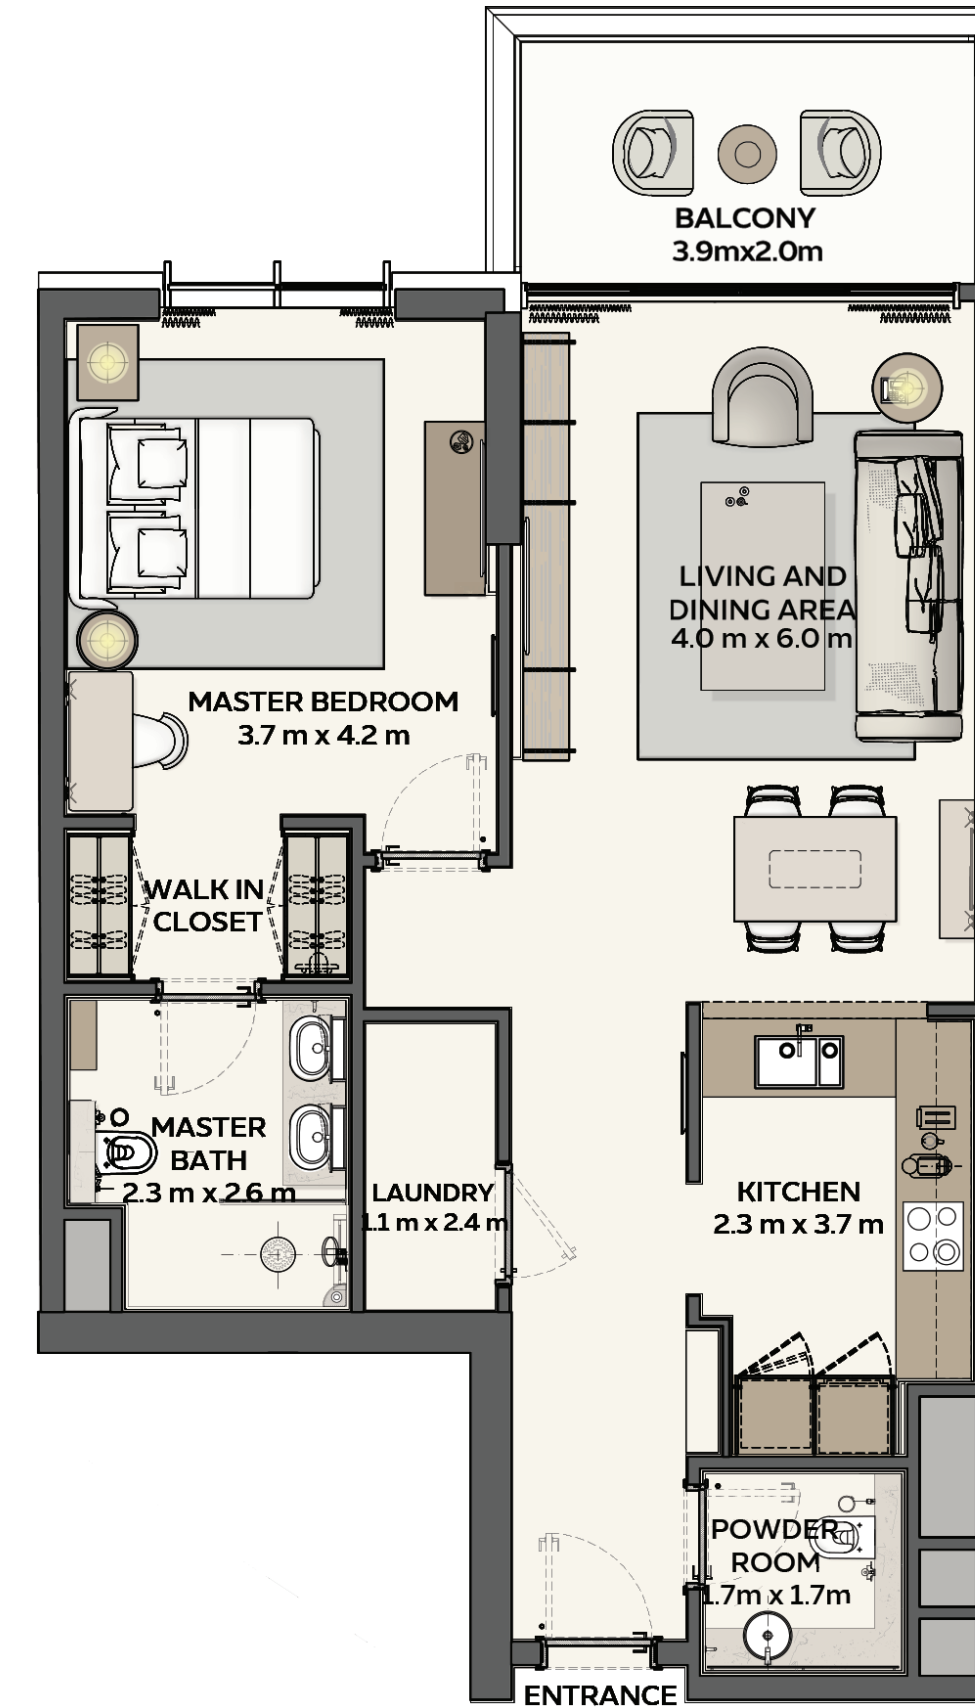 BALCONY
3.9mx2.0m
LIVING AND
DINING AREA
4.0 m x 6.0 m
MASTER BEDROOM
3.7 m x 4.2 m
WALK IN
CLOSET
MASTER
BATH
2.3 m x 2.6 m
LAUNDRY
1.1 m x 2.4 m
KITCHEN
2.3 m x 3.7 m
POWDER
ROOM
1.7m x 1.7m
ENTRANCE